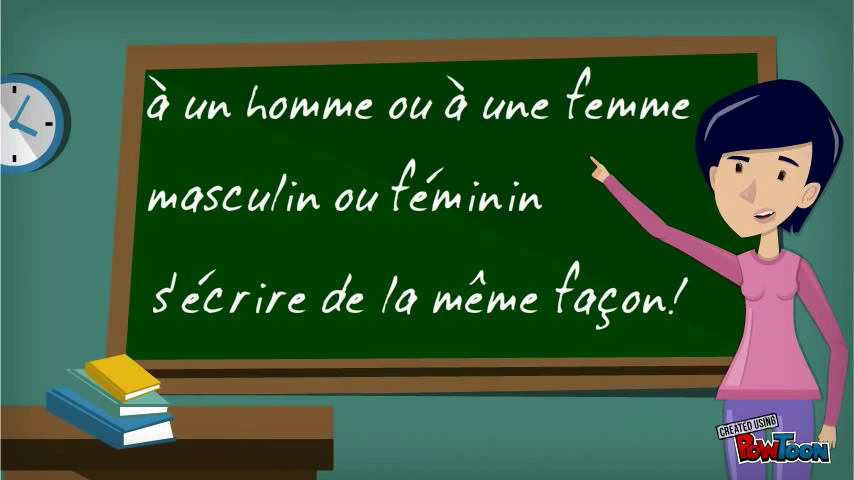 à un homme ou à une femme
masculin ou féminin
s'écrire de la même façon!
CREATED USING
POWTOON